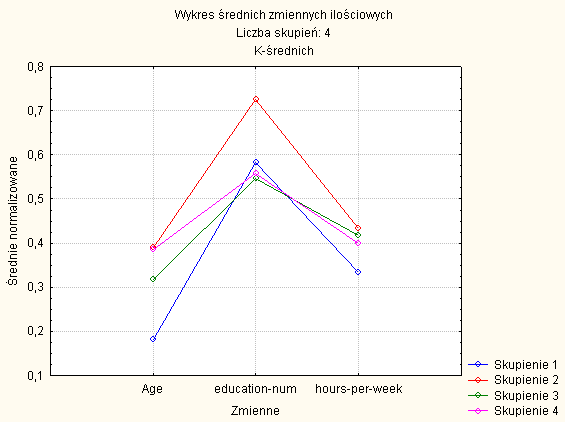 Wykres średnich zmiennych ilościowych
Liczba skupień: 4
K-średnich
Średnie normalizowane
0,8
0,7
0,6
0,5
0,4
0,3
0,2
0,1
Age education-num hours-per-week
Zmienne
Skupienie 1
Skupienie 2
Skupienie 3
Skupienie 4